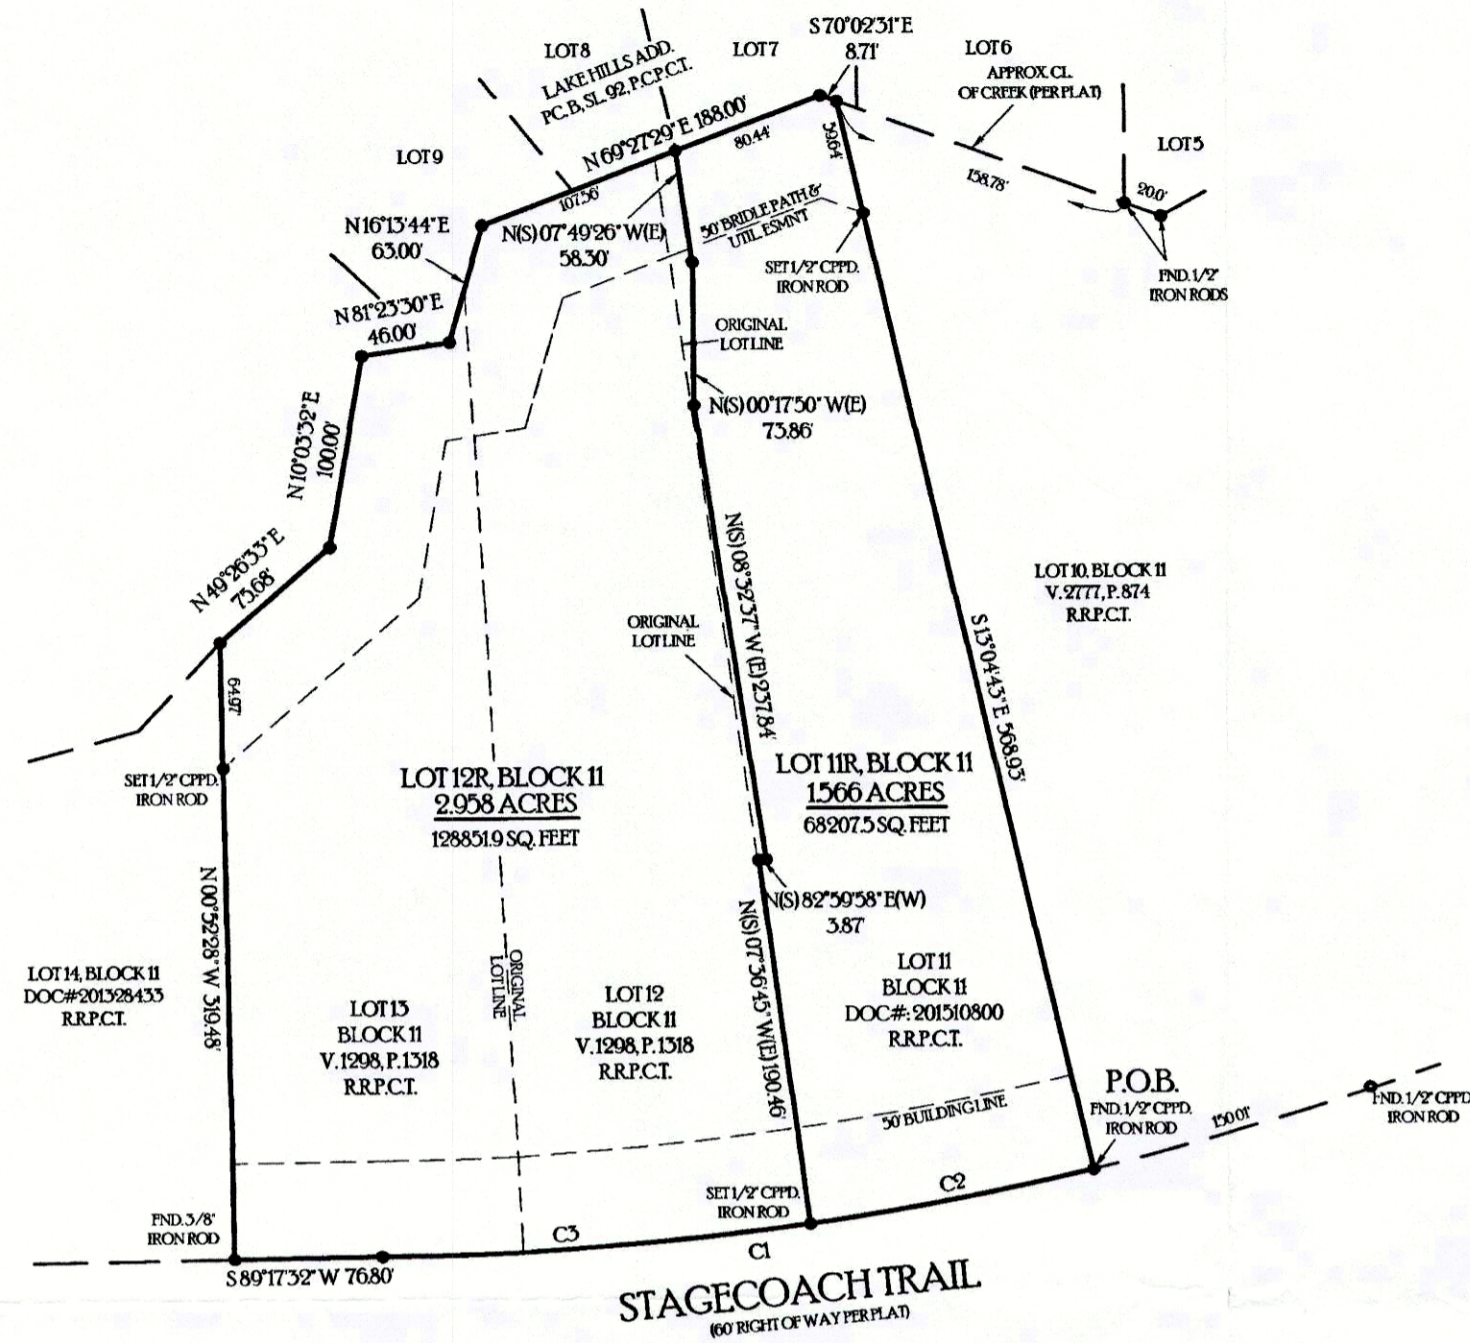 S 70°02'31" E
8.71'
LOT 8
LAKE HILLS ADD.
PC. B, SL. 92, P.C.P.C.T.
LOT 7
LOT 6
APPROX. CL.
OF CREEK (PER PLAT)
LOT 5
N 69°27'29" E 188.00'
80.44'
59.64'
158.78'
20.0'
LOT 9
107.56'
N 16°13'44" E
63.00'
N(S) 07°49'26" W(E)
58.30'
50' BRIDLE PATH &
UTIL. ESMN'T
SET 1/2" CPPD.
IRON ROD
FND. 1/2"
IRON RODS
N 81°23'30" E
46.00'
ORIGINAL
LOT LINE
N(S) 00°17'50" W(E)
73.86'
N 10°03'32" E
100.00'
N 49°26'33" E
75.68'
N(S) 08°32'37" W (E) 237.84'
LOT 10, BLOCK 11
V. 2777, P. 874
R.R.P.C.T.
ORIGINAL
LOT LINE
S 13°04'43" E 568.93'
64.97'
SET 1/2" CPPD.
IRON ROD
LOT 12R, BLOCK 11
2.958 ACRES
128851.9 SQ. FEET
LOT 11R, BLOCK 11
1.566 ACRES
68207.5 SQ. FEET
N 00°52'28" W 319.48'
N(S) 82°59'58" E(W)
3.87'
N(S) 07°36'45" W(E) 190.46'
LOT 14, BLOCK 11
DOC#201328433
R.R.P.C.T.
ORIGINAL
LOT LINE
LOT 13
BLOCK 11
V. 1298, P. 1318
R.R.P.C.T.
LOT 12
BLOCK 11
V. 1298, P. 1318
R.R.P.C.T.
LOT 11
BLOCK 11
DOC#: 201510800
R.R.P.C.T.
50' BUILDING LINE
P.O.B.
FND. 1/2" CPPD.
IRON ROD
150.01'
FND. 1/2" CPPD.
IRON ROD
SET 1/2" CPPD.
IRON ROD
C2
FND. 3/8"
IRON ROD
C3
C1
S 89°17'32" W 76.80'
STAGECOACH TRAIL
(60' RIGHT OF WAY PER PLAT)